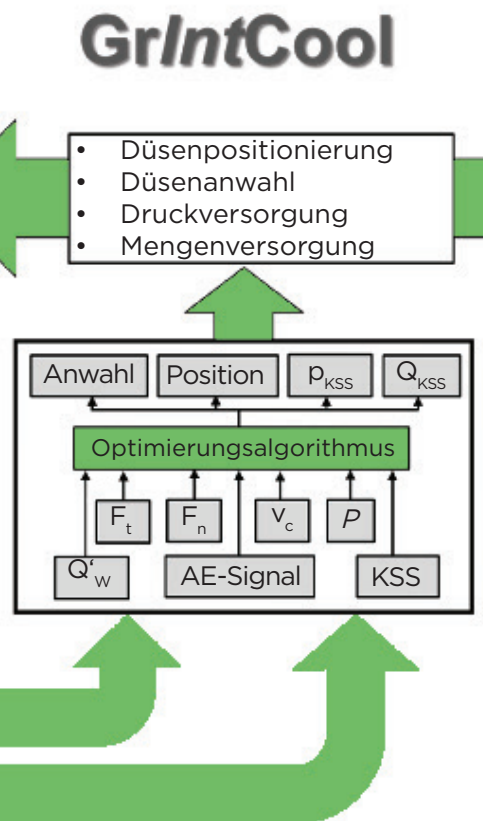 GrIntCool
• Düsenpositionierung
• Düsenanwahl
• Druckversorgung
• Mengenversorgung
Anwahl Position pKSS QKSS
Optimierungsalgorithmus
Ft Fn vc P
Q‘w AE-Signal KSS